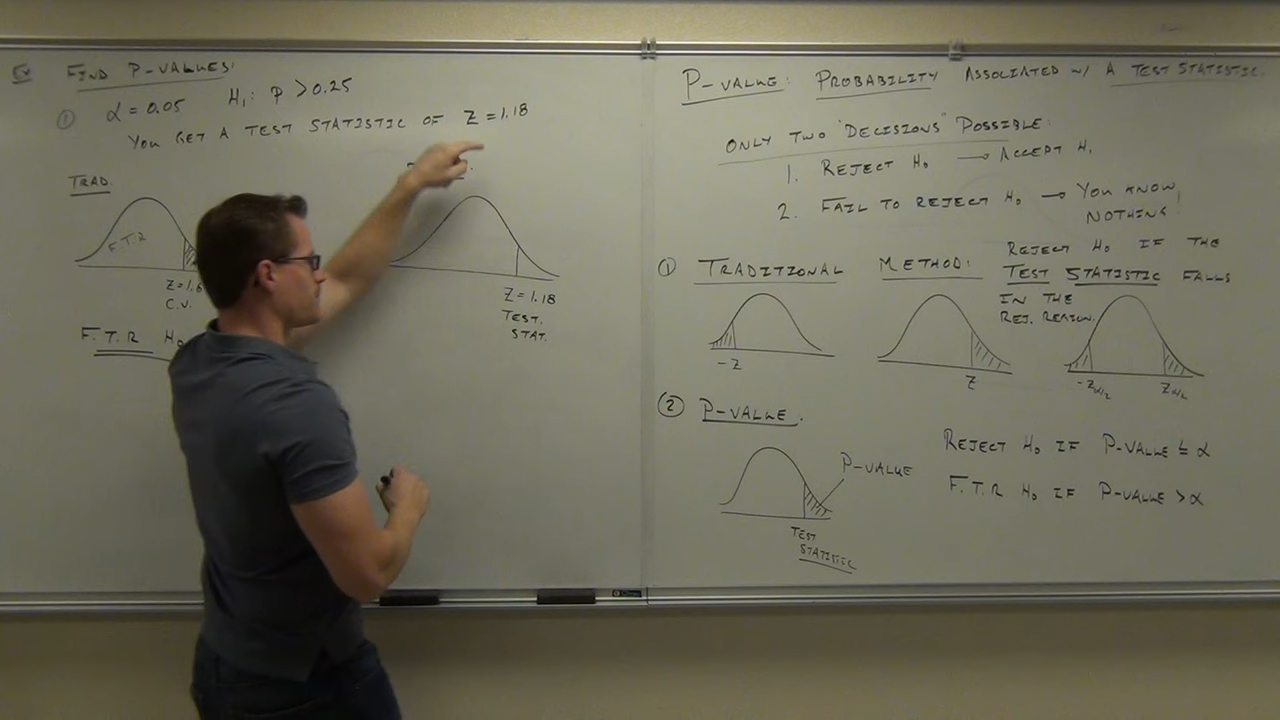 Ex FIND P-VALUES:
① α = 0.05 H₁: P > 0.25
YOU GET A TEST STATISTIC OF Z = 1.18
TRAD.
F.T.R
Z = 1.6
C.V.
F.T.R H₀
Z = 1.18
TEST.
STAT.
P-VALUE: PROBABILITY ASSOCIATED W/ A TEST STATISTIC.
ONLY TWO "DECISIONS" POSSIBLE:
1. REJECT H₀ → ACCEPT H₁
2. FAIL TO REJECT H₀ → YOU KNOW
NOTHING!
① TRADITIONAL METHOD:
REJECT H₀ IF THE
TEST STATISTIC FALLS
IN THE
REJ. REGION.
-Z
Z
-Zα/2
Zα/2
② P-VALUE.
P-VALUE
TEST
STATISTIC
REJECT H₀ IF P-VALUE ≤ α
F.T.R H₀ IF P-VALUE > α